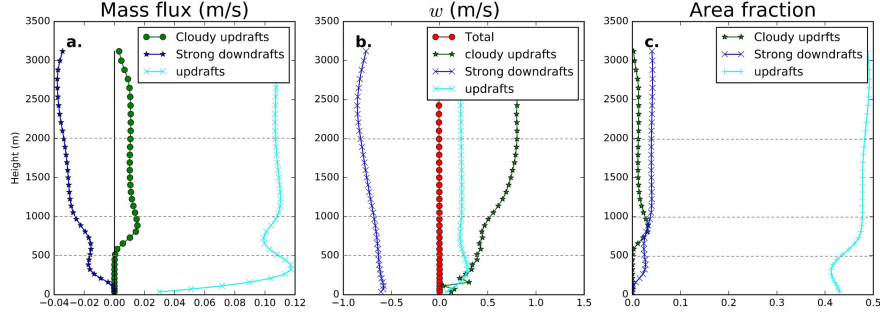 Mass flux (m/s)
a.
Cloudy updrafts
Strong downdrafts
updrafts
Height (m)
3500
3000
2500
2000
1500
1000
500
0
−0.04 −0.02 0.00 0.02 0.04 0.06 0.08 0.10 0.12
w (m/s)
b.
Total
cloudy updrafts
Strong downdrafts
updrafts
3500
3000
2500
2000
1500
1000
500
0
−1.0 −0.5 0.0 0.5 1.0 1.5
Area fraction
c.
Cloudy updrfts
Strong downdrafts
updrafts
3500
3000
2500
2000
1500
1000
500
0
0.0 0.1 0.2 0.3 0.4 0.5